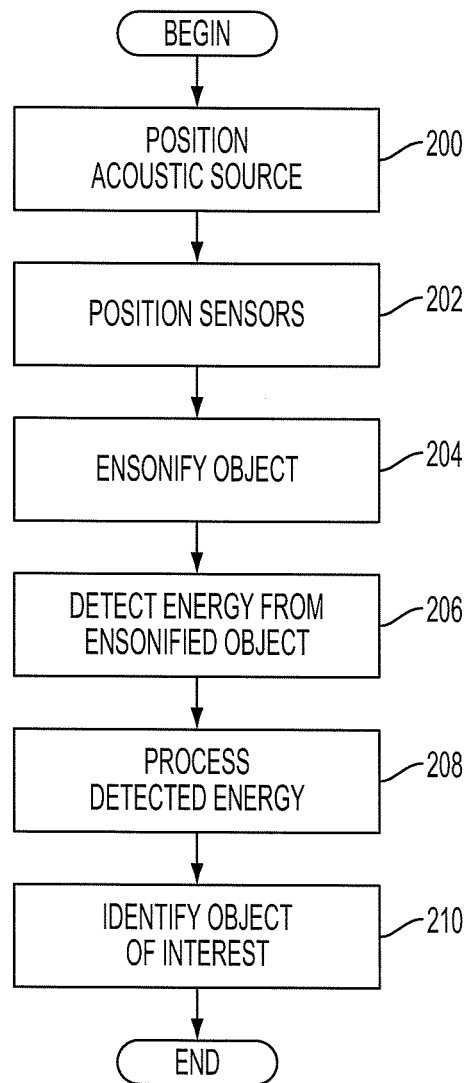 BEGIN
POSITION
ACOUSTIC SOURCE
200
POSITION SENSORS
202
ENSONIFY OBJECT
204
DETECT ENERGY FROM
ENSONIFIED OBJECT
206
PROCESS
DETECTED ENERGY
208
IDENTIFY OBJECT
OF INTEREST
210
END